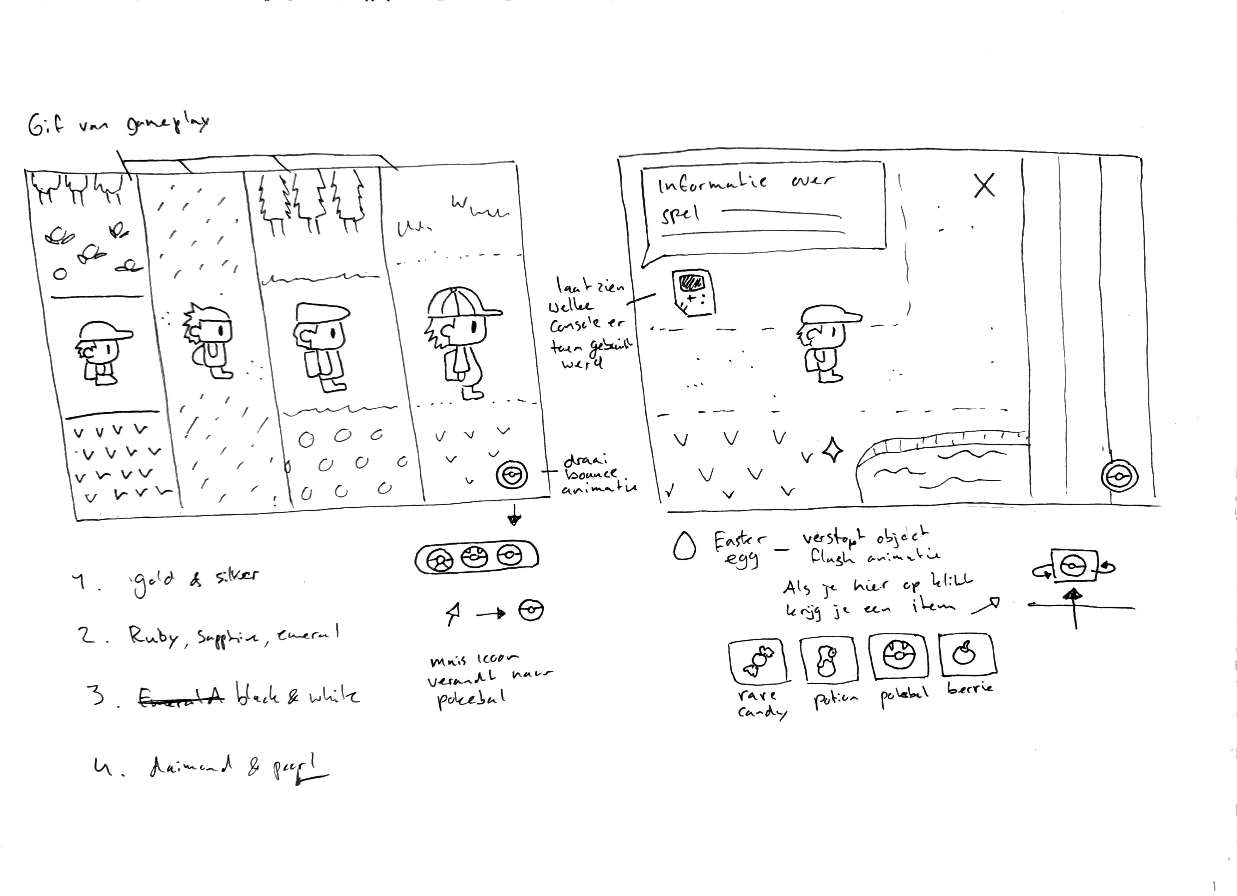 Gif van gameplay
Informatie over
spel
laat zien
welke
console er
toen gebruikt
werd
draai
bounce
animatie
1. gold & silver
2. Ruby, Sapphire, emerald
3. Emerald black & white
4. daimond & pearl
muis icoon
verandt naar
pokebal
Easter
egg – verstopt object
flush animatie
Als je hier op klikt
krijg je een item
rare
candy
potion
pokebal
berrie